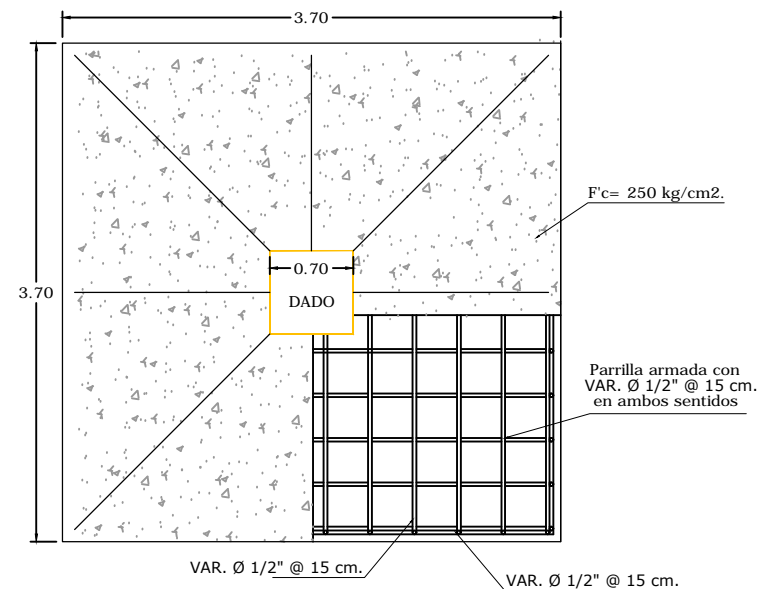 3.70
F'c= 250 kg/cm2.
0.70
3.70
DADO
Parrilla armada con
VAR. Ø 1/2" @ 15 cm.
en ambos sentidos
VAR. Ø 1/2" @ 15 cm.
VAR. Ø 1/2" @ 15 cm.